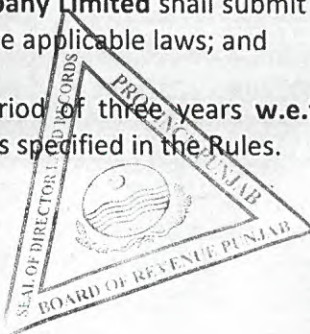 pany Limited shall submit
e applicable laws; and
riod of three years w.e.
s specified in the Rules.
SEAL OF DIRECTOR LAND RECORDS
PROVINCE PUNJAB
BOARD OF REVENUE PUNJAB